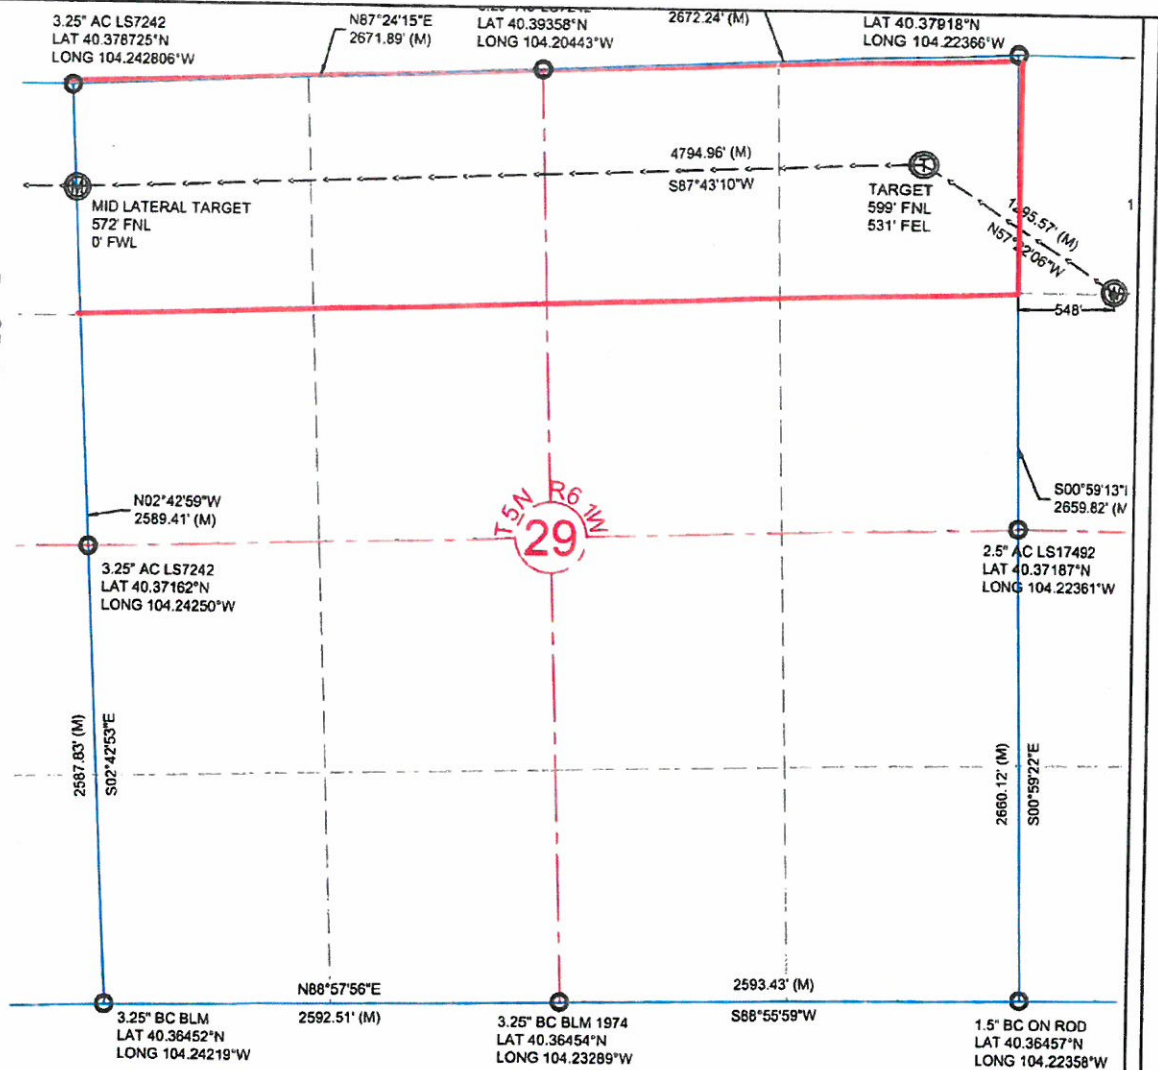 3.25" AC LS7242
LAT 40.378725°N
LONG 104.242806°W
N87°24'15"E
2671.89' (M)
LAT 40.39358°N
LONG 104.20443°W
2672.24' (M)
LAT 40.37918°N
LONG 104.22366°W
4794.96' (M)
S87°43'10"W
MID LATERAL TARGET
572' FNL
0' FWL
TARGET
599' FNL
531' FEL
1295.57' (M)
N57°22'06"W
1
548'
N02°42'59"W
2589.41' (M)
T 5N R61W
29
S00°59'13"
2659.82' (M
3.25" AC LS7242
LAT 40.37162°N
LONG 104.24250°W
2.5" AC LS17492
LAT 40.37187°N
LONG 104.22361°W
2587.83' (M)
S02°42'53"E
2660.12' (M)
S00°59'22"E
N88°57'56"E
2592.51' (M)
2593.43' (M)
S88°55'59"W
3.25" BC BLM
LAT 40.36452°N
LONG 104.24219°W
3.25" BC BLM 1974
LAT 40.36454°N
LONG 104.23289°W
1.5" BC ON ROD
LAT 40.36457°N
LONG 104.22358°W